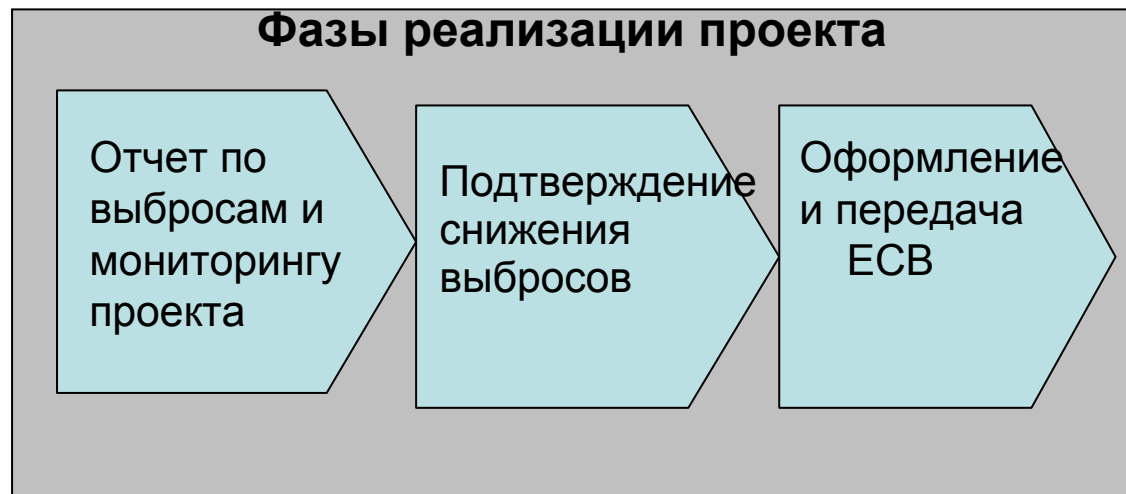 Фазы реализации проекта
Отчет по
выбросам и
мониторингу
проекта
Подтверждение
снижения
выбросов
Оформление
и передача
ЕСВ